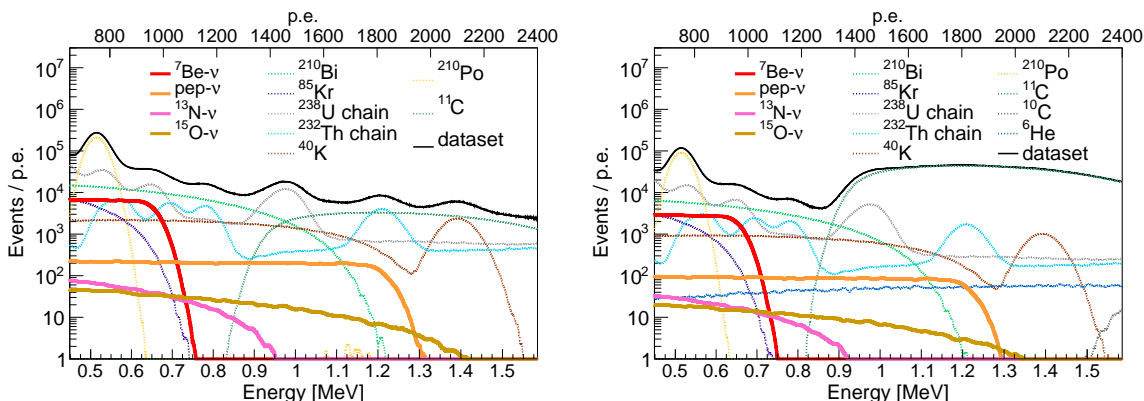 p.e.
800 1000 1200 1400 1600 1800 2000 2200 2400
10⁷
10⁶
10⁵
10⁴
10³
10²
10
1
Events / p.e.
⁷Be-ν
pep-ν
¹³N-ν
¹⁵O-ν
²¹⁰Bi
⁸⁵Kr
²³⁸U chain
²³²Th chain
⁴⁰K
²¹⁰Po
¹¹C
dataset
0.5 0.6 0.7 0.8 0.9 1 1.1 1.2 1.3 1.4 1.5
Energy [MeV]
p.e.
800 1000 1200 1400 1600 1800 2000 2200 2400
10⁷
10⁶
10⁵
10⁴
10³
10²
10
1
Events / p.e.
⁷Be-ν
pep-ν
¹³N-ν
¹⁵O-ν
²¹⁰Bi
⁸⁵Kr
²³⁸U chain
²³²Th chain
⁴⁰K
²¹⁰Po
¹¹C
¹⁰C
⁶He
dataset
0.5 0.6 0.7 0.8 0.9 1 1.1 1.2 1.3 1.4 1.5
Energy [MeV]